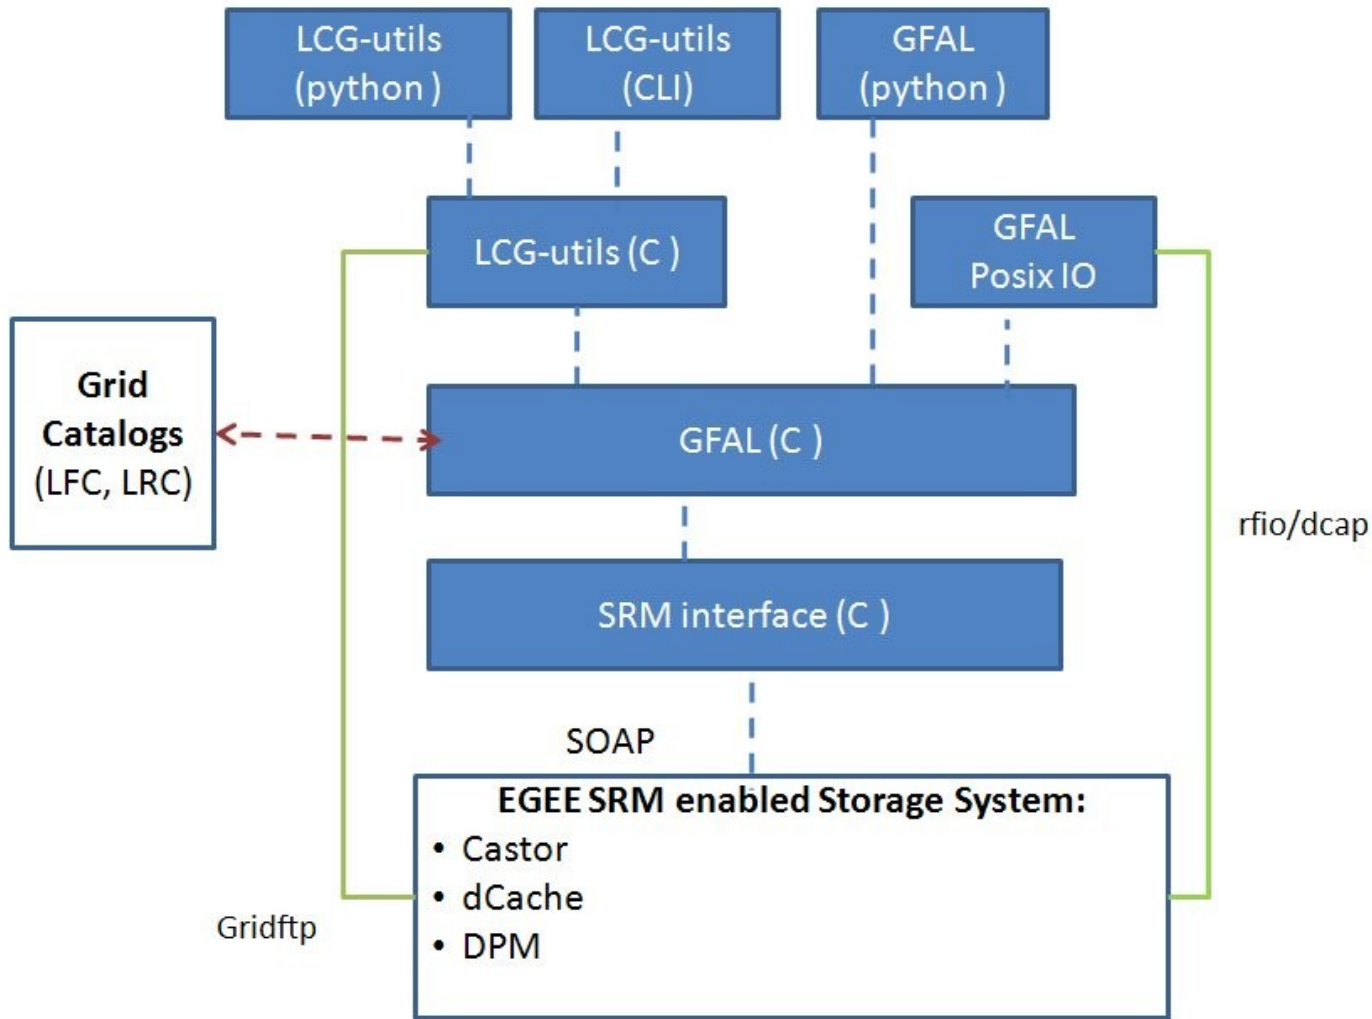 LCG-utils
(python )
LCG-utils
(CLI)
GFAL
(python )
LCG-utils (C )
GFAL
Posix IO
Grid
Catalogs
(LFC, LRC)
GFAL (C )
rfio/dcap
SRM interface (C )
SOAP
EGEE SRM enabled Storage System:
• Castor
• dCache
• DPM
Gridftp